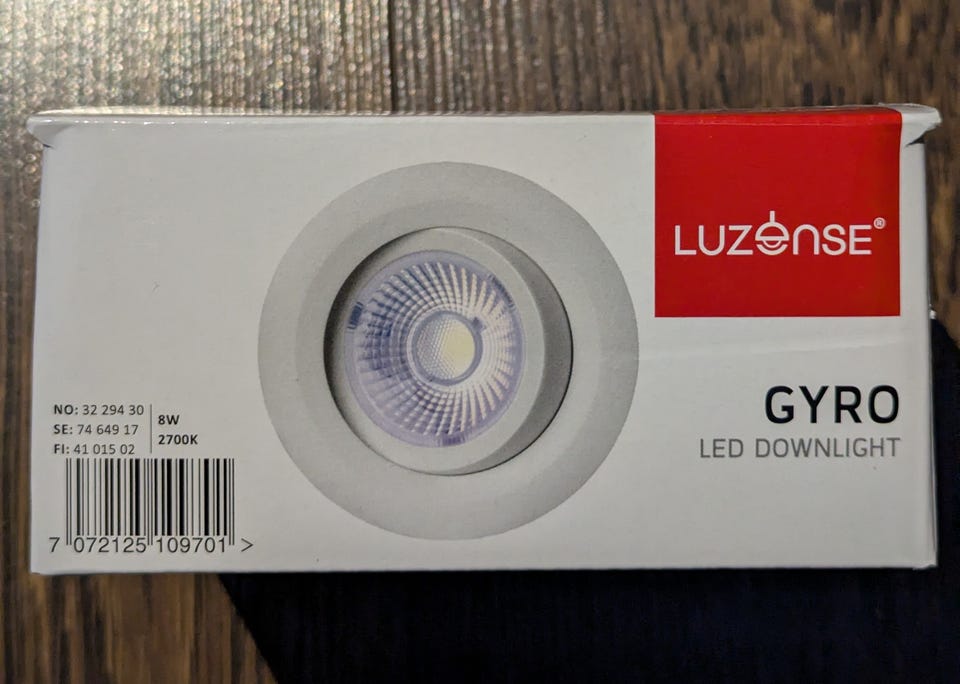 LUZENSE®
GYRO
LED DOWNLIGHT
NO: 32 294 30
SE: 74 649 17
FI: 41 015 02
8W
2700K
7 072125 109701 >